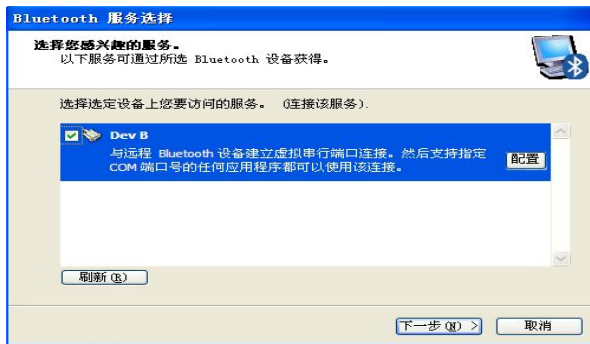 Bluetooth 服务选择
选择您感兴趣的服务。
以下服务可通过所选 Bluetooth 设备获得。
选择选定设备上您要访问的服务。 (连接该服务).
Dev B
与远程 Bluetooth 设备建立虚拟串行端口连接。然后支持指定
COM 端口号的任何应用程序都可以使用该连接。
配置
刷新(R)
下一步(N) >
取消